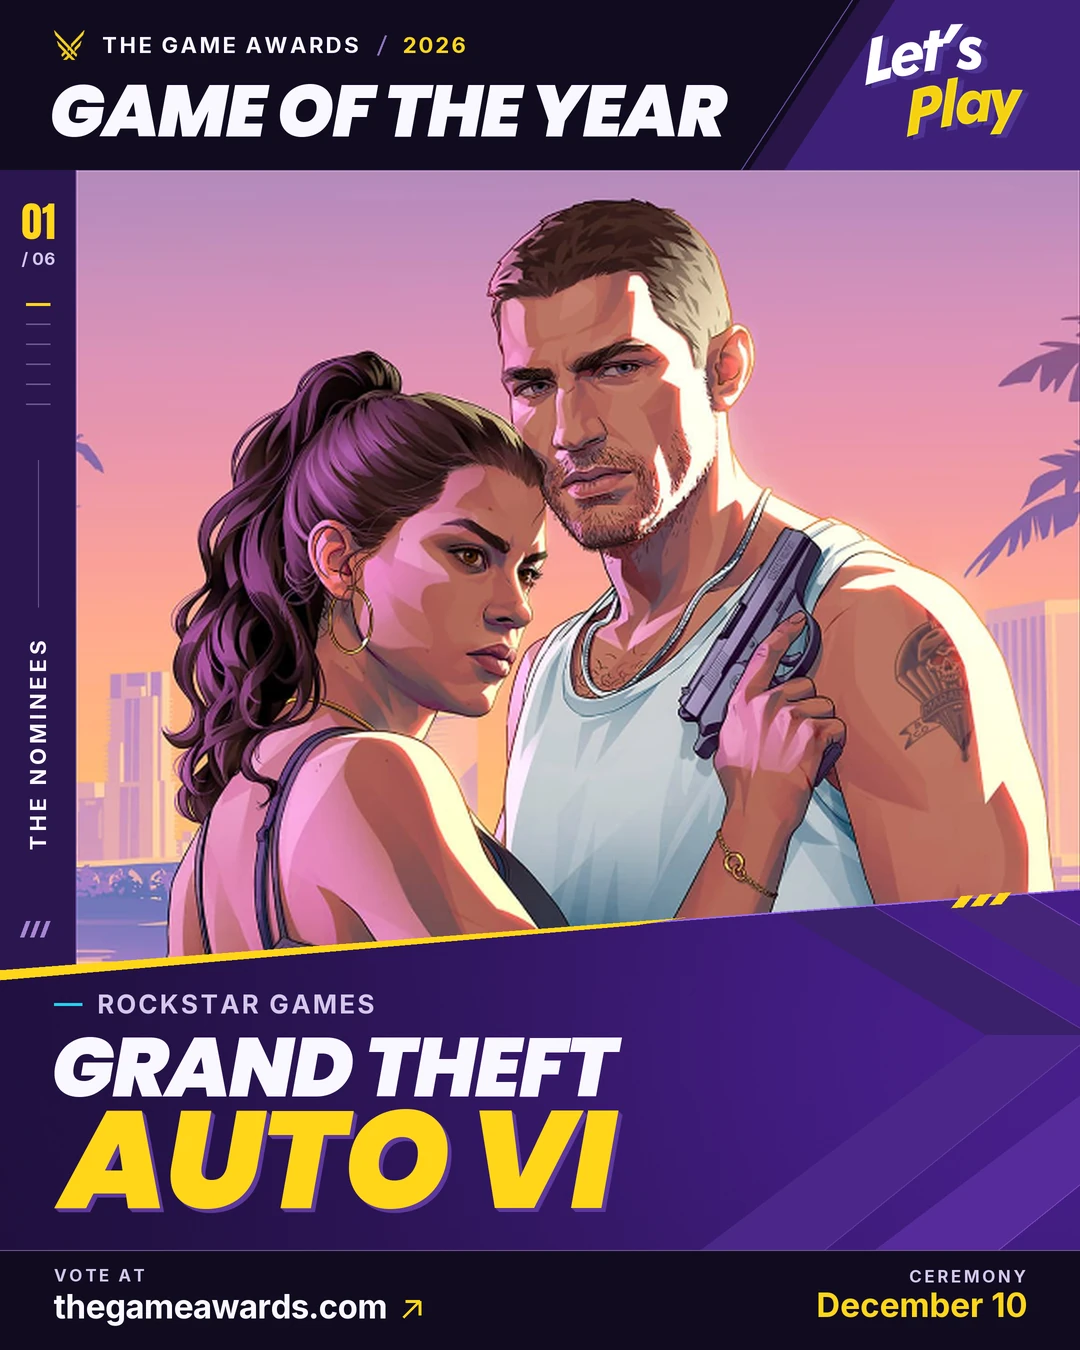 THE GAME AWARDS / 2026
GAME OF THE YEAR
Let's
Play
01
/ 06
THE NOMINEES
ROCKSTAR GAMES
GRAND THEFT
AUTO VI
VOTE AT
thegameawards.com
CEREMONY
December 10